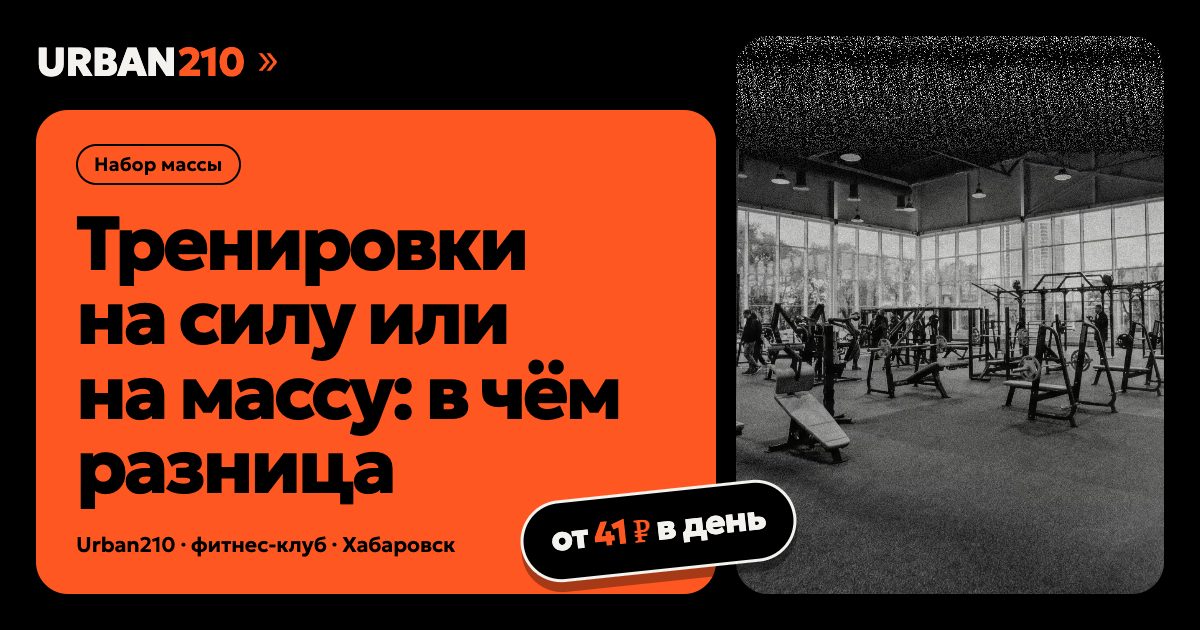 URBAN210 »
Набор массы
Тренировки
на силу или
на массу: в чём
разница
Urban210 · фитнес-клуб · Хабаровск
от 41 ₽ в день